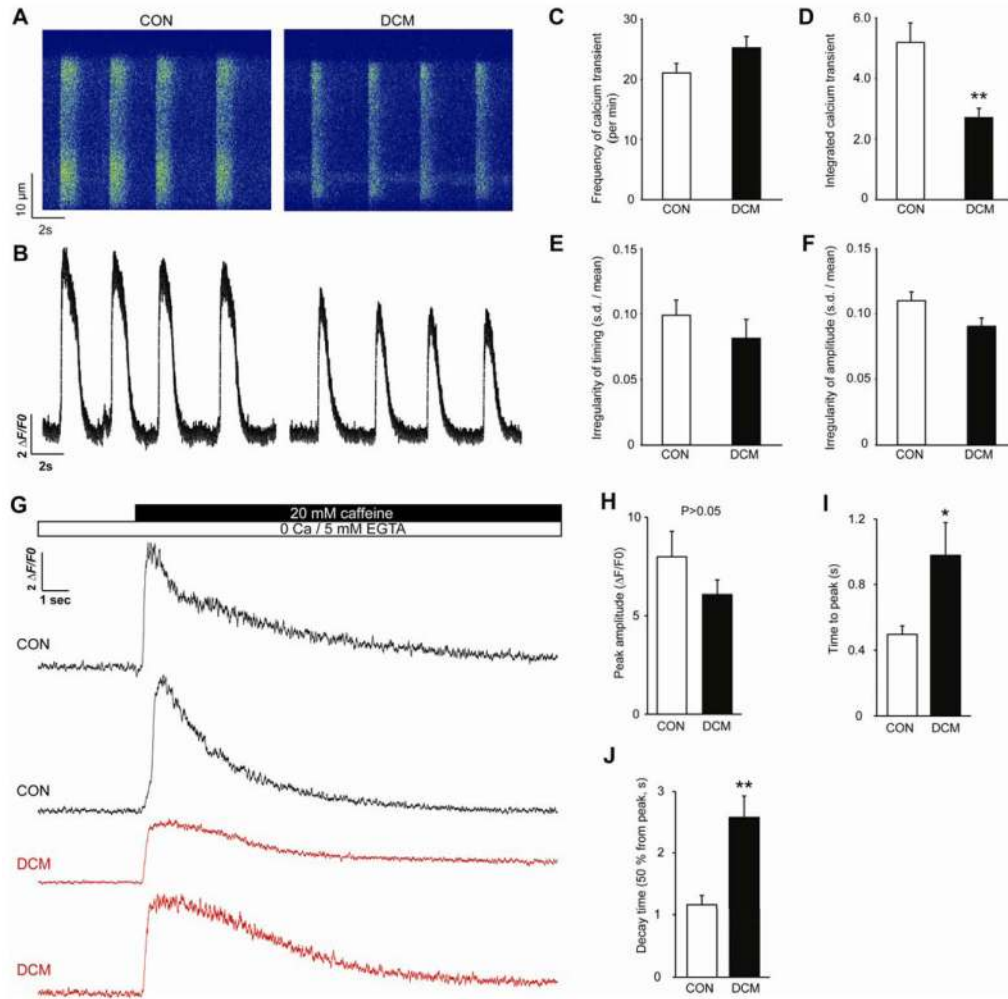 A
CON
DCM
10 µm
2s
B
2 ΔF/F0
2s
C
Frequency of calcium transient
(per min)
30
20
10
0
CON
DCM
D
Integrated calcium transient
6.0
4.0
2.0
0
CON
DCM
**
E
Irregularity of timing (s.d. / mean)
0.15
0.10
0.05
0
CON
DCM
F
Irregularity of amplitude (s.d. / mean)
0.15
0.10
0.05
0
CON
DCM
G
20 mM caffeine
0 Ca / 5 mM EGTA
2 ΔF/F0
1 sec
CON
CON
DCM
DCM
H
P>0.05
Peak amplitude (ΔF/F0)
10
5
0
CON
DCM
I
*
Time to peak (s)
1.2
0.8
0.4
0
CON
DCM
J
**
Decay time (50 % from peak, s)
3
2
1
0
CON
DCM